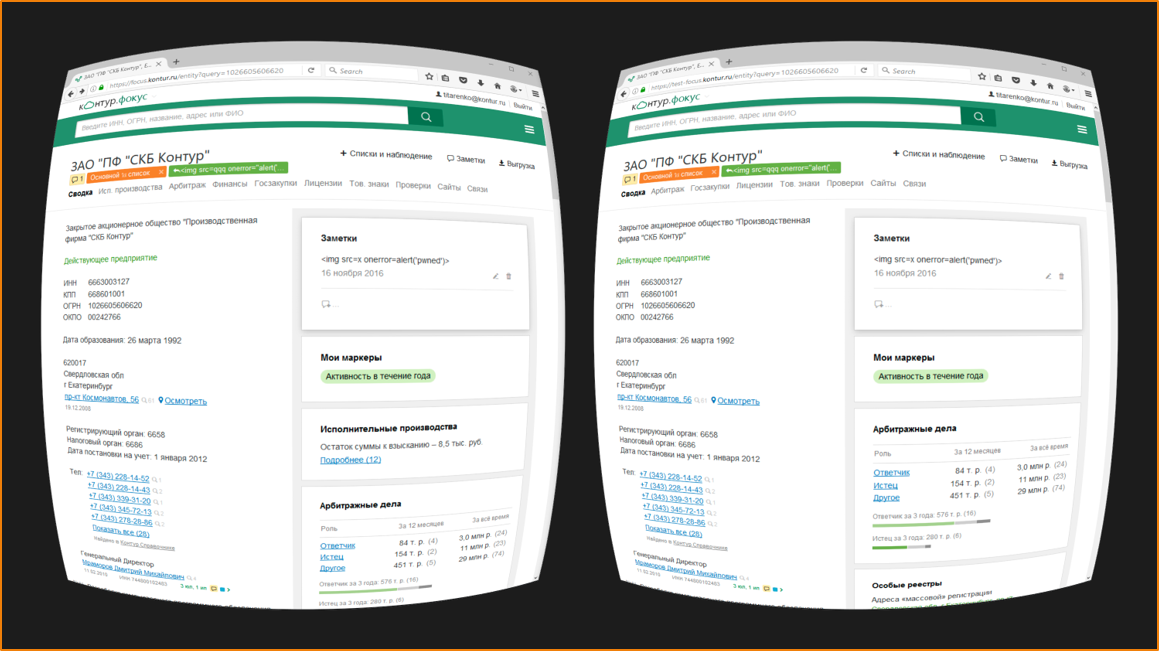 ЗАО "ПФ "СКБ Контур", Е...
https://focus.kontur.ru/entity?query=1026605606620
Search
контур.фокус
titarenko@kontur.ru
Выйти
Введите ИНН, ОГРН, название, адрес или ФИО
ЗАО "ПФ "СКБ Контур"
Списки и наблюдение
Заметки
Выгрузка
1
Основной список
<img src=qqq onerror="alert('...
Сводка Исп. производства Арбитраж Финансы Госзакупки Лицензии Тов. знаки Проверки Сайты Связи
Закрытое акционерное общество "Производственная
фирма "СКБ Контур"
Действующее предприятие
ИНН 6663003127
КПП 668601001
ОГРН 1026605606620
ОКПО 00242766
Дата образования: 26 марта 1992
620017
Свердловская обл
г Екатеринбург
пр-кт Космонавтов, 56 61 Осмотреть
19.12.2008
Регистрирующий орган: 6658
Налоговый орган: 6686
Дата постановки на учет: 1 января 2012
Тел: +7 (343) 228-14-52 1
+7 (343) 228-14-43 2
+7 (343) 339-31-20 1
+7 (343) 345-72-13 2
+7 (343) 278-28-86 2
Показать все (28)
Найдено в Контур.Справочнике
Генеральный Директор
Мраморов Дмитрий Михайлович
Заметки
<img src=x onerror=alert('pwned')>
16 ноября 2016
Мои маркеры
Активность в течение года
Исполнительные производства
Остаток суммы к взысканию – 8,5 тыс. руб
Подробнее (12)
Арбитражные дела
Роль За 12 месяцев За всё время
Ответчик 84 т. р. (4) 3,0 млн р. (24)
Истец 154 т. р. (2) 11 млн р. (23)
Другое 451 т. р. (5) 29 млн р. (74)
Ответчик за 3 года: 576 т. р. (16)
Истец за 3 года: 280 т. р. (6)
ЗАО "ПФ "СКБ Контур", Е...
https://test-focus.kontur.ru/entity?query=1026605606620
Search
контур.фокус
titarenko@kontur.ru
Выйти
Введите ИНН, ОГРН, название, адрес или ФИО
ЗАО "ПФ "СКБ Контур"
Списки и наблюдение
Заметки
Выгрузка
1
Основной список
<img src=qqq onerror="alert('...
Сводка Арбитраж Финансы Госзакупки Лицензии Тов. знаки Проверки Сайты Связи
Закрытое акционерное общество "Производственная
фирма "СКБ Контур"
Действующее предприятие
ИНН 6663003127
КПП 668601001
ОГРН 1026605606620
ОКПО 00242766
Дата образования: 26 марта 1992
620017
Свердловская обл
г Екатеринбург
пр-кт Космонавтов, 56 61 Осмотреть
19.12.2008
Регистрирующий орган: 6658
Налоговый орган: 6686
Дата постановки на учет: 1 января 2012
Тел: +7 (343) 228-14-52 1
+7 (343) 228-14-43 2
+7 (343) 339-31-20 1
+7 (343) 345-72-13 2
+7 (343) 278-28-86 2
Показать все (28)
Найдено в Контур.Справочнике
Генеральный Директор
Мраморов Дмитрий Михайлович
Заметки
<img src=x onerror=alert('pwned')>
16 ноября 2016
Мои маркеры
Активность в течение года
Арбитражные дела
Роль За 12 месяцев За всё время
Ответчик 84 т. р. (4) 3,0 млн р. (24)
Истец 154 т. р. (2) 11 млн р. (23)
Другое 451 т. р. (5) 29 млн р. (74)
Ответчик за 3 года: 576 т. р. (16)
Истец за 3 года: 280 т. р. (6)
Особые реестры
Адреса «массовой» регистрации